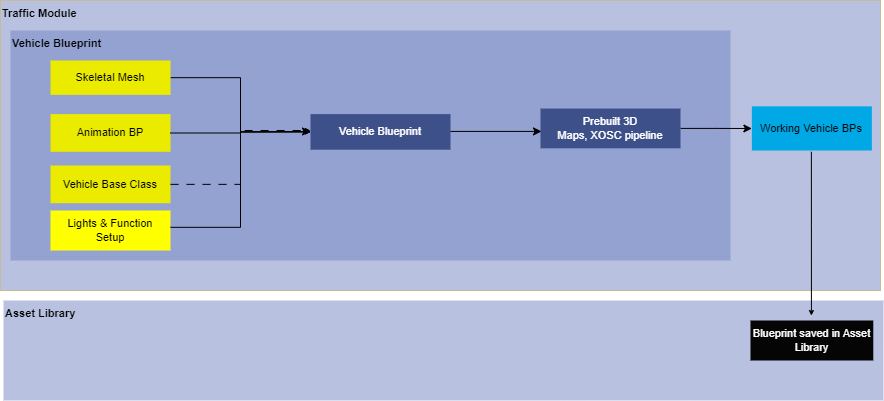 Traffic Module
Vehicle Blueprint
Skeletal Mesh
Animation BP
Vehicle Base Class
Lights & Function
Setup
Vehicle Blueprint
Prebuilt 3D
Maps, XOSC pipeline
Working Vehicle BPs
Asset Library
Blueprint saved in Asset
Library